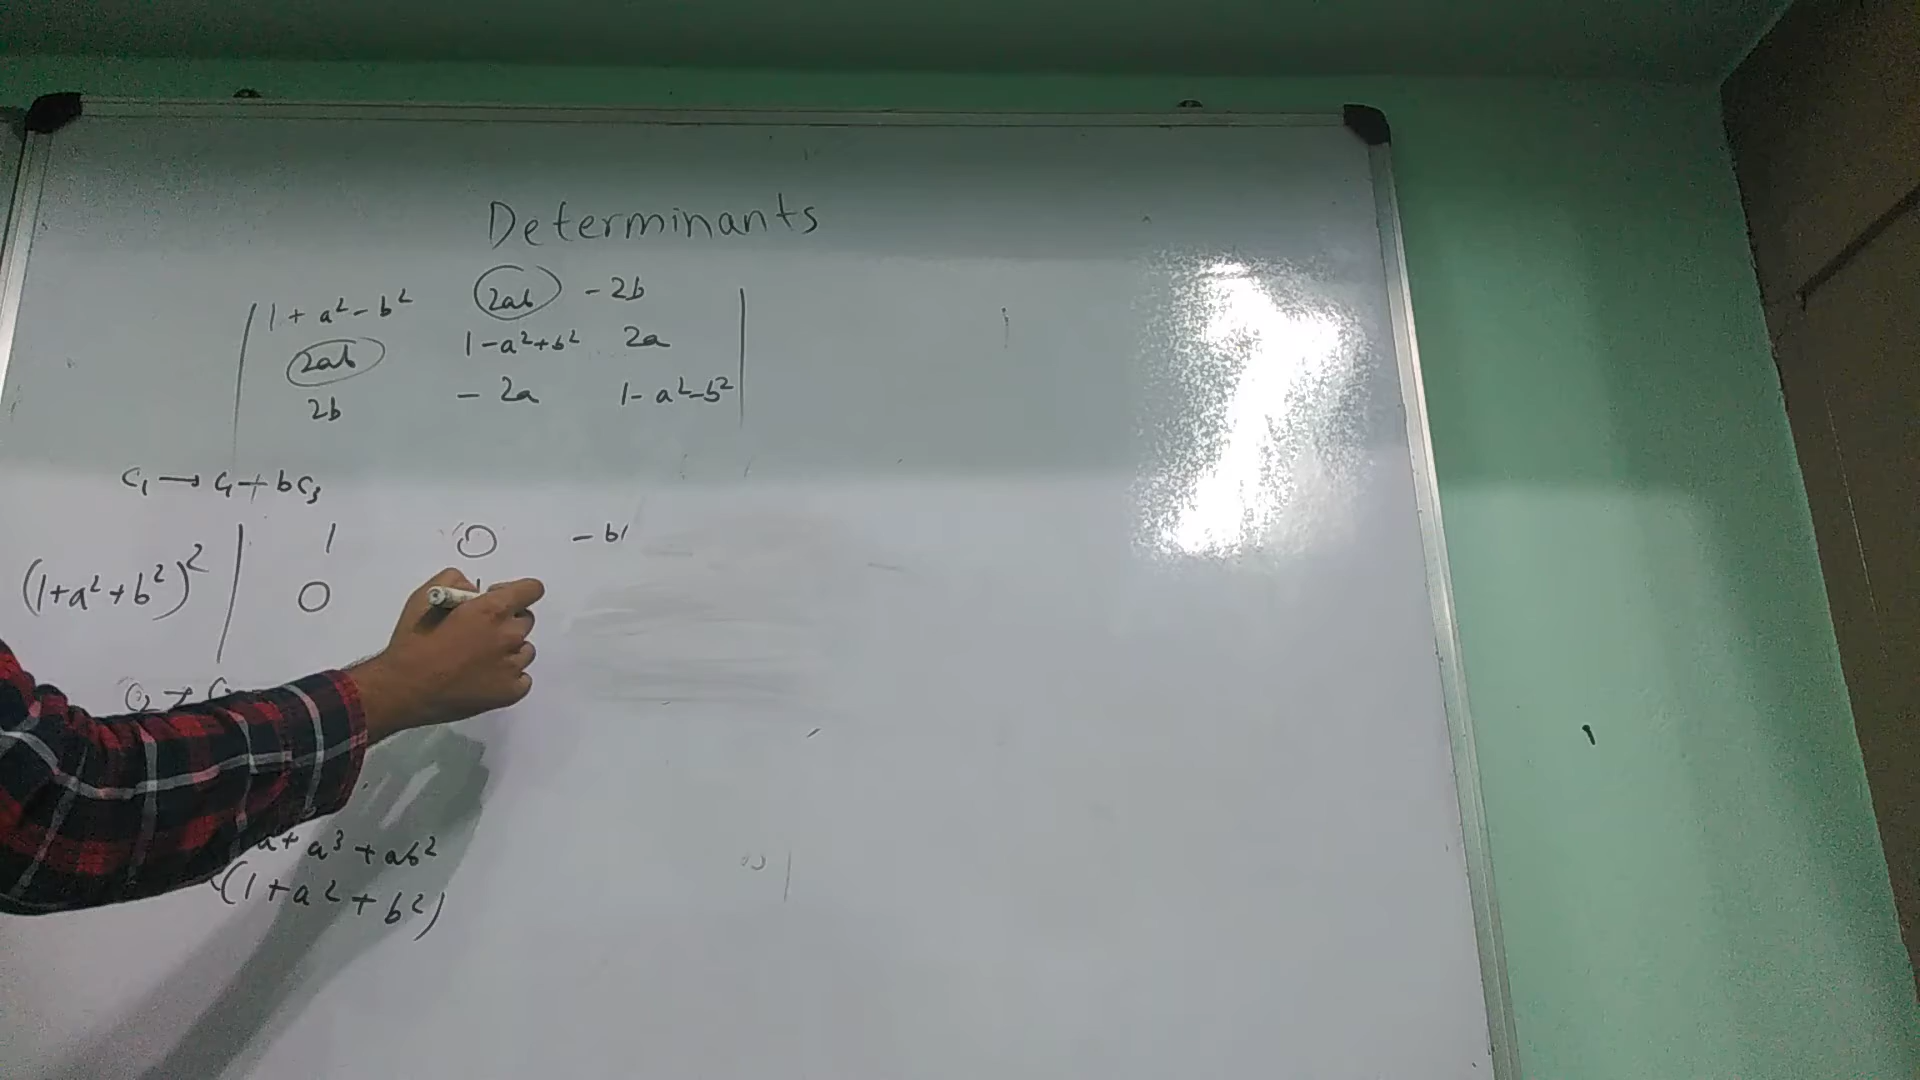 Determinants
1 + a² - b² 2ab - 2b
2ab 1 - a² + b² 2a
2b - 2a 1 - a² - b²
C₁ → C₁ + bC₃
1 0 - b
(1+a²+b²)² 0
C₂ →
a + a³ + ab²
(1 + a² + b²)